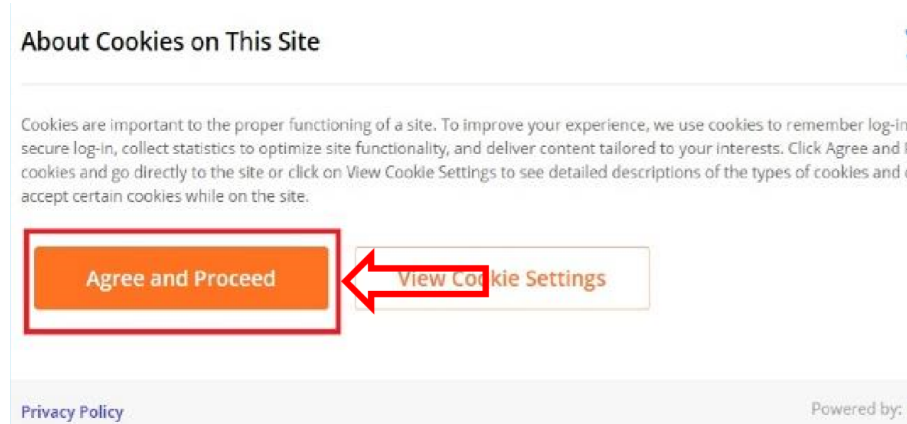 About Cookies on This Site
Cookies are important to the proper functioning of a site. To improve your experience, we use cookies to remember log-in
secure log-in, collect statistics to optimize site functionality, and deliver content tailored to your interests. Click Agree and
cookies and go directly to the site or click on View Cookie Settings to see detailed descriptions of the types of cookies and
accept certain cookies while on the site.
Agree and Proceed
View Cookie Settings
Privacy Policy
Powered by: